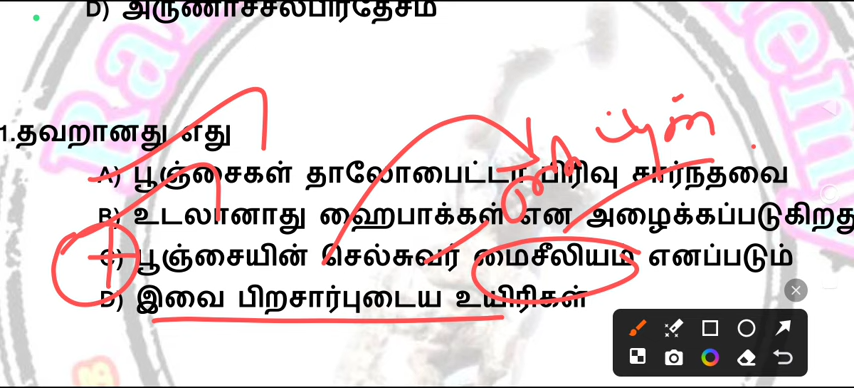 D) அருணாச்சலப்பிரதேசம்
1.தவறானது எது
A) பூஞ்சைகள் தாலோபைட்டா பிரிவு சார்ந்தவை
B) உடலானாது ஹைபாக்கள் என அழைக்கப்படுகிறது
C) பூஞ்சையின் செல்சுவர் மைசீலியம் எனப்படும்
D) இவை பிறசார்புடைய உயிரிகள்